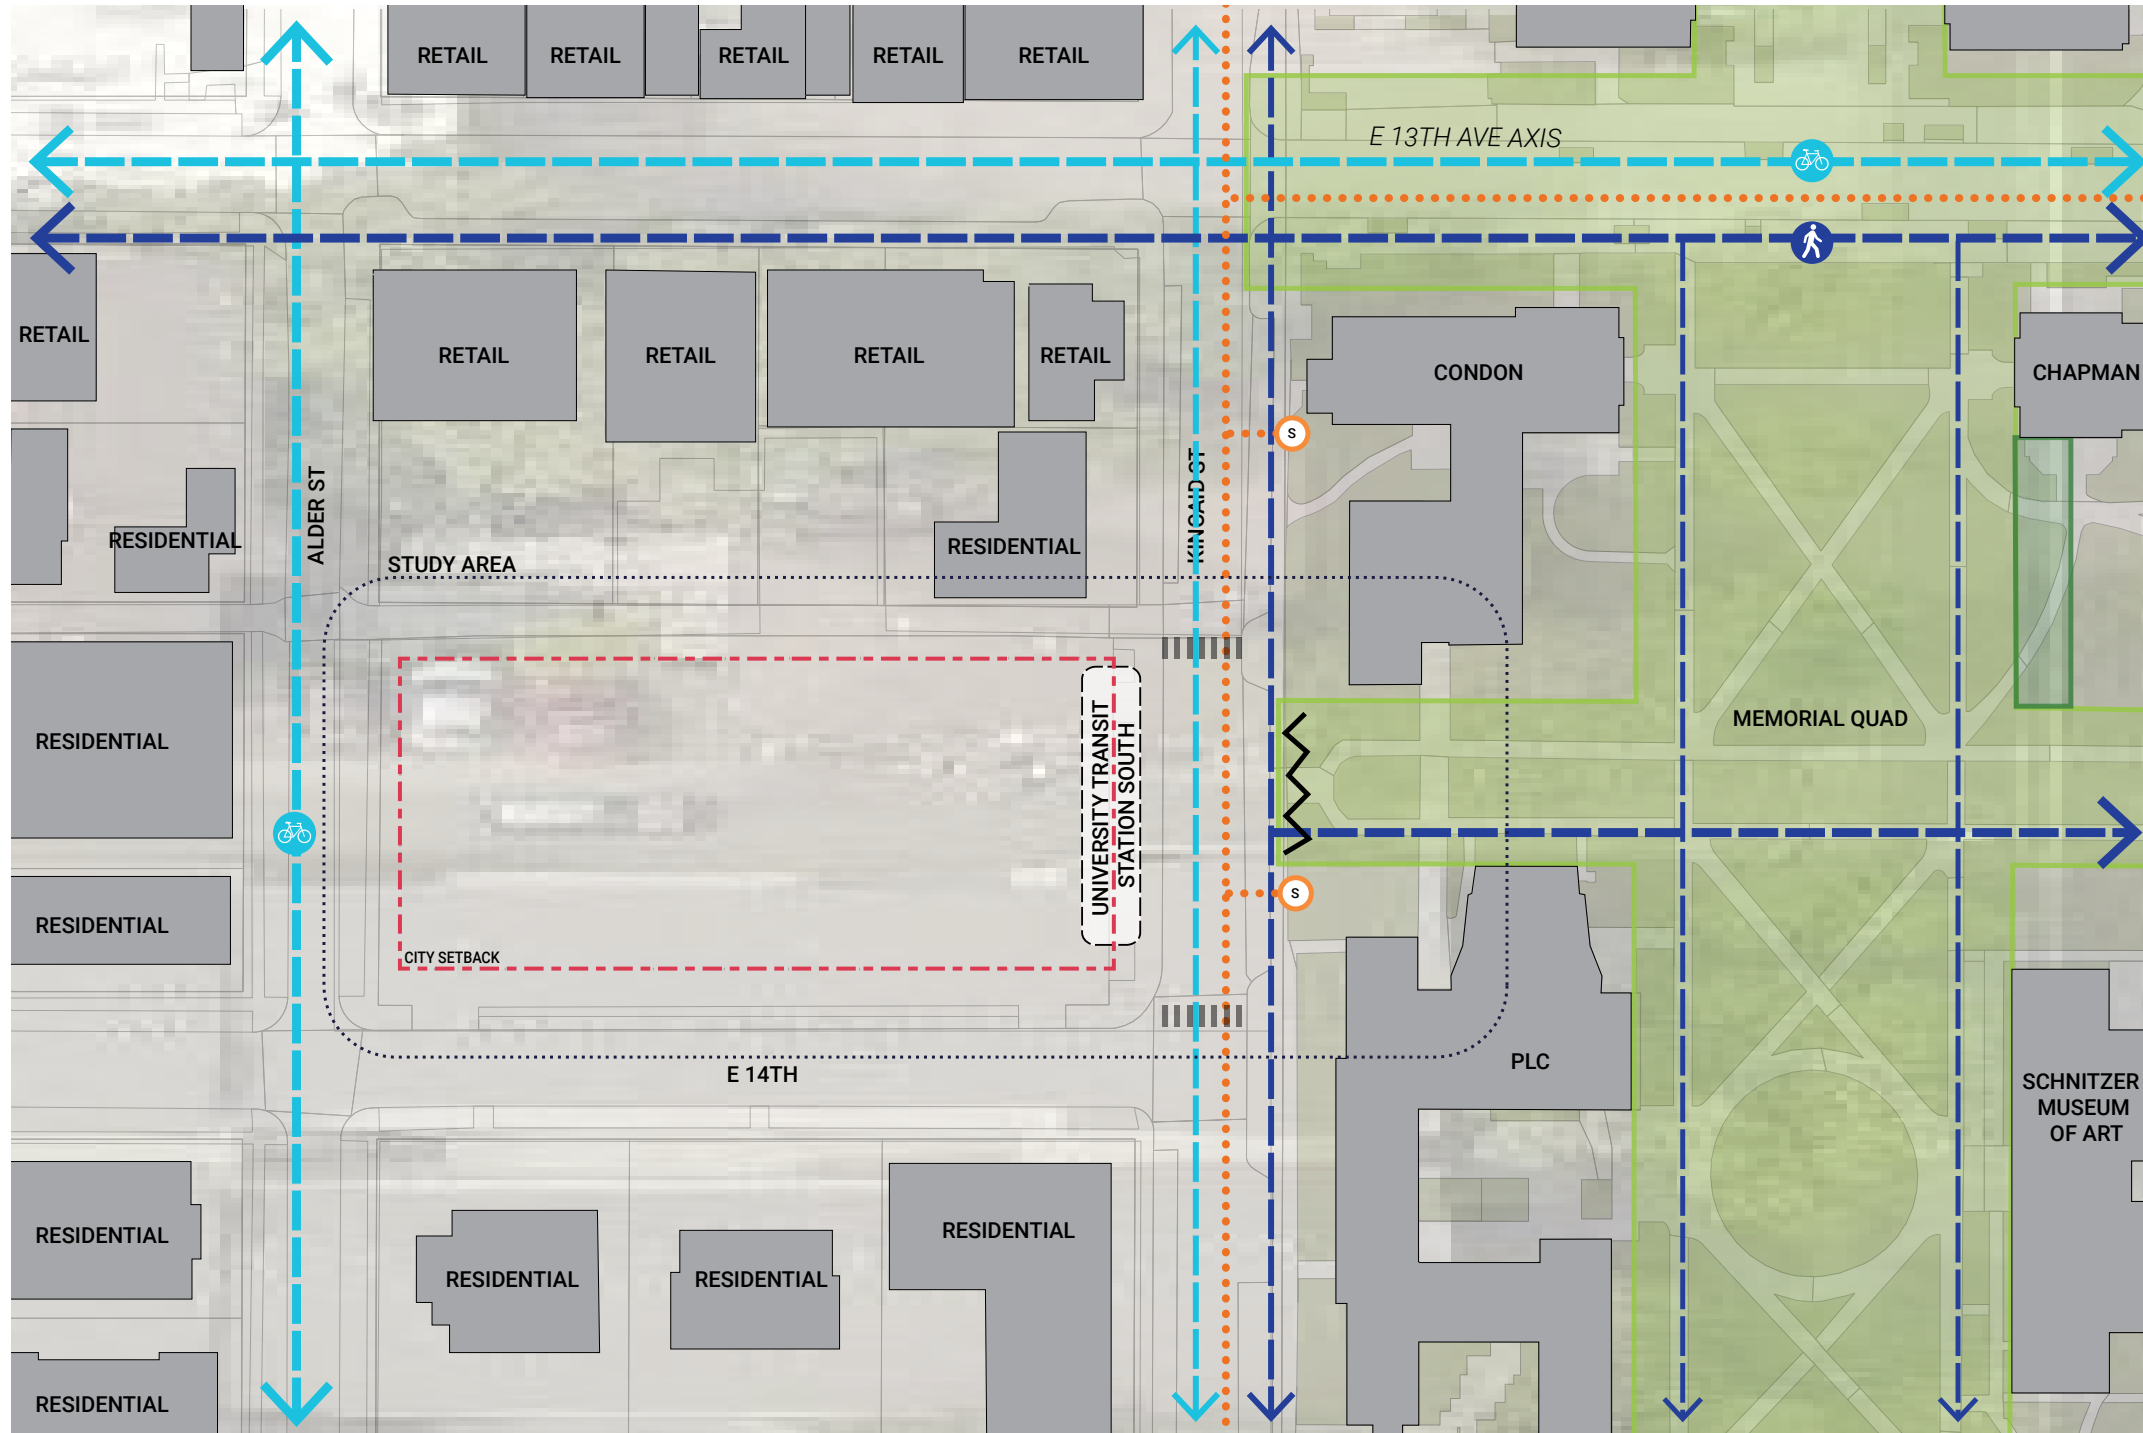 RETAIL
RETAIL
RETAIL
RETAIL
RETAIL
E 13TH AVE AXIS
RETAIL
RETAIL
RETAIL
RETAIL
RETAIL
CONDON
CHAPMAN
S
ALDER ST
KINCAID ST
RESIDENTIAL
RESIDENTIAL
STUDY AREA
RESIDENTIAL
UNIVERSITY TRANSIT
STATION SOUTH
MEMORIAL QUAD
S
RESIDENTIAL
CITY SETBACK
E 14TH
PLC
SCHNITZER
MUSEUM
OF ART
RESIDENTIAL
RESIDENTIAL
RESIDENTIAL
RESIDENTIAL
RESIDENTIAL